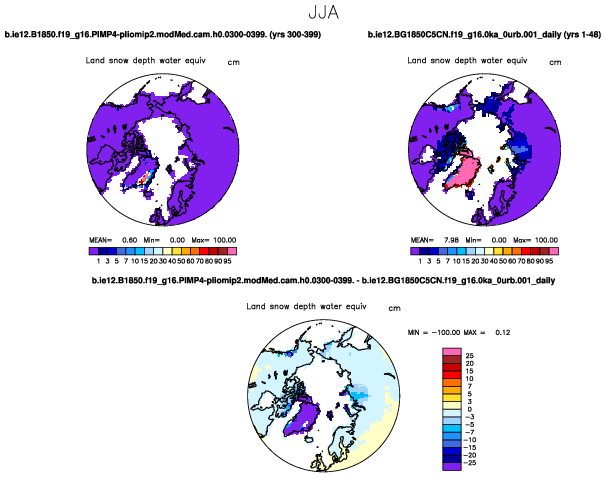 JJA
b.ie12.B1850.f19_g16.PIMP4-pliomip2.modMed.cam.h0.0300-0399. (yrs 300-399)
b.ie12.BG1850C5CN.f19_g16.0ka_0urb.001_daily (yrs 1-48)
Land snow depth water equiv cm
Land snow depth water equiv cm
MEAN= 0.60 Min= 0.00 Max= 100.00
MEAN= 7.98 Min= 0.00 Max= 100.00
1 3 5 7 10 15 20 30 40 50 60 70 80 90 95
1 3 5 7 10 15 20 30 40 50 60 70 80 90 95
b.ie12.B1850.f19_g16.PIMP4-pliomip2.modMed.cam.h0.0300-0399. - b.ie12.BG1850C5CN.f19_g16.0ka_0urb.001_daily
Land snow depth water equiv cm
MIN = -100.00 MAX = 0.12
25
20
15
10
7
5
3
0
-3
-5
-7
-10
-15
-20
-25